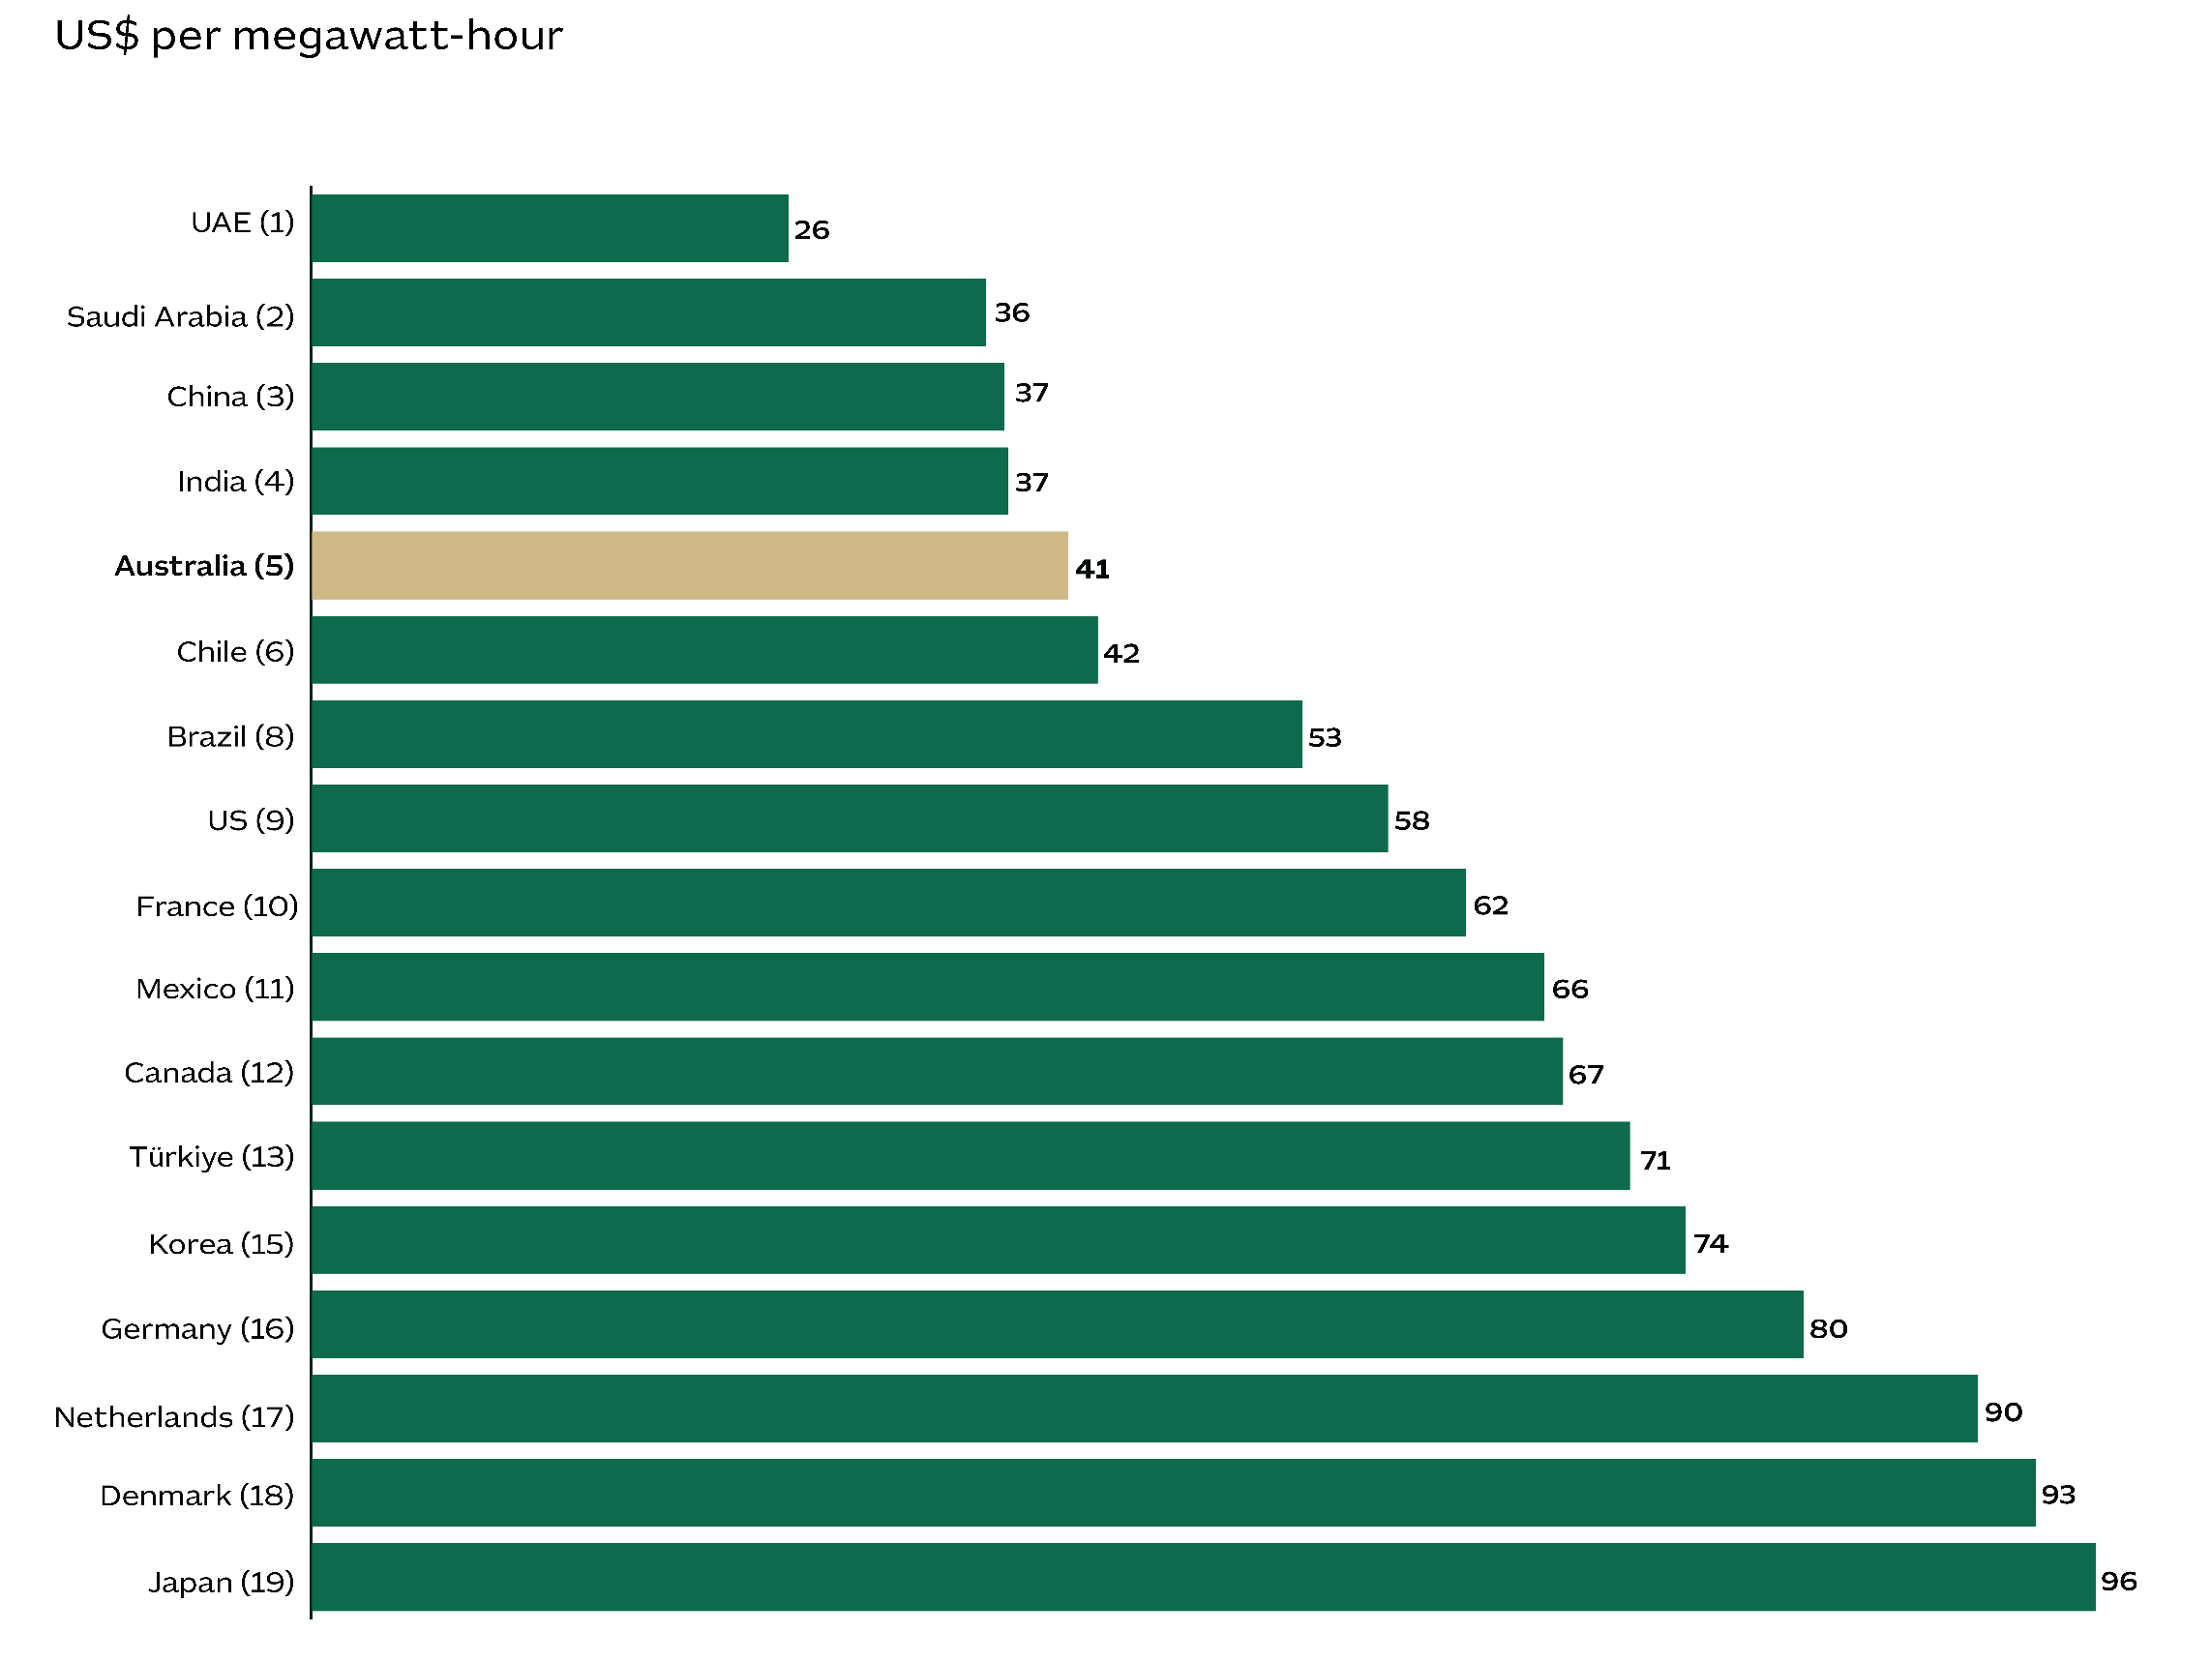 US$ per megawatt-hour
UAE (1) 26
Saudi Arabia (2) 36
China (3) 37
India (4) 37
Australia (5) 41
Chile (6) 42
Brazil (8) 53
US (9) 58
France (10) 62
Mexico (11) 66
Canada (12) 67
Türkiye (13) 71
Korea (15) 74
Germany (16) 80
Netherlands (17) 90
Denmark (18) 93
Japan (19) 96